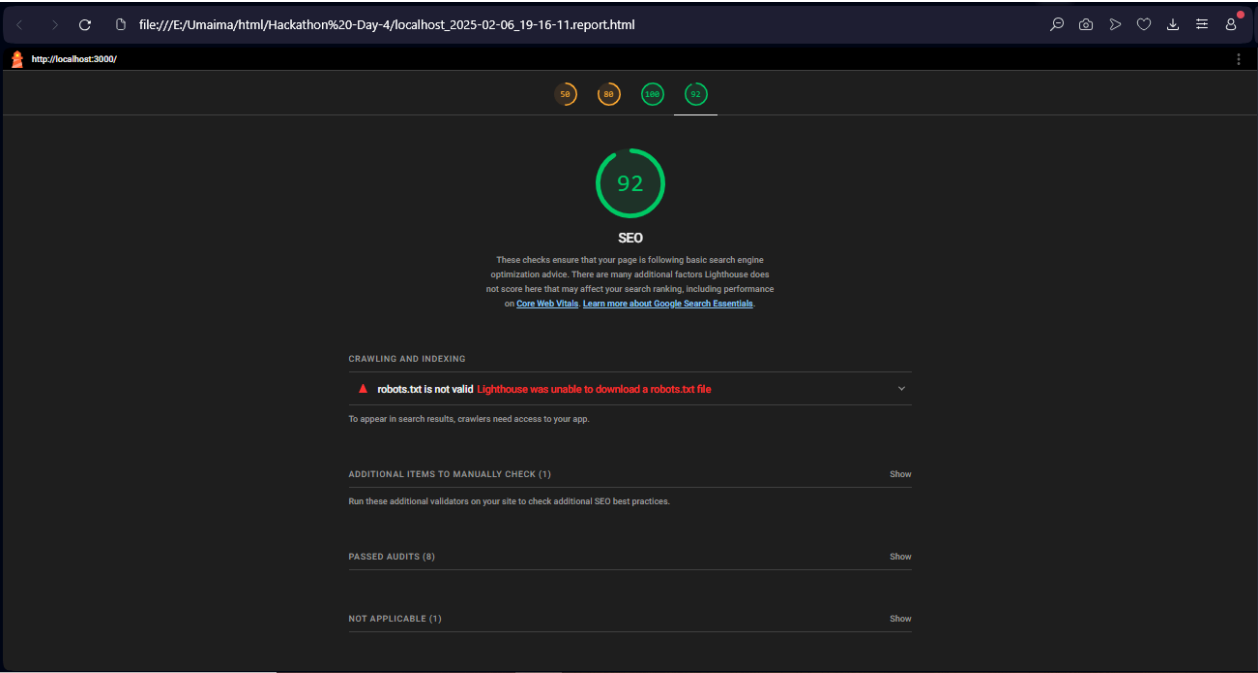 file:///E:/Umaima/html/Hackathon%20-Day-4/localhost_2025-02-06_19-16-11.report.html
http://localhost:3000/
50 80 100 92
92
SEO
These checks ensure that your page is following basic search engine
optimization advice. There are many additional factors Lighthouse does
not score here that may affect your search ranking, including performance
on Core Web Vitals. Learn more about Google Search Essentials.
CRAWLING AND INDEXING
robots.txt is not valid Lighthouse was unable to download a robots.txt file
To appear in search results, crawlers need access to your app.
ADDITIONAL ITEMS TO MANUALLY CHECK (1) Show
Run these additional validators on your site to check additional SEO best practices.
PASSED AUDITS (8) Show
NOT APPLICABLE (1) Show